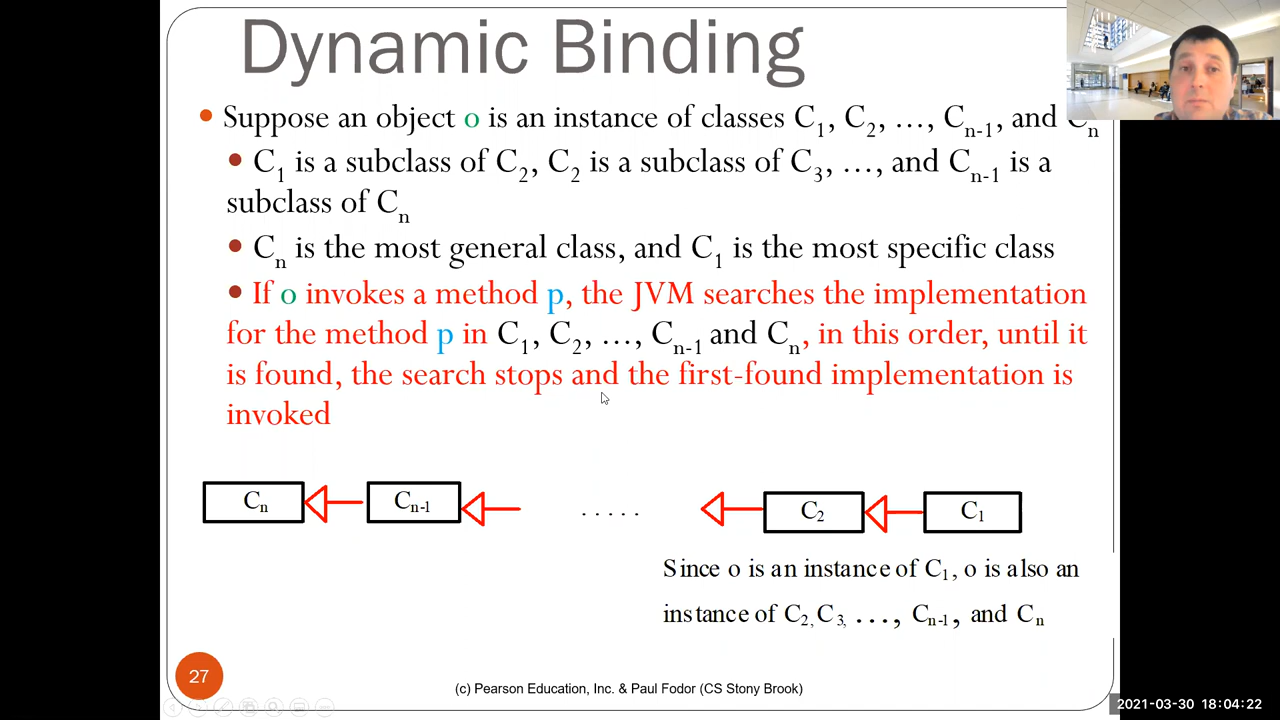 Dynamic Binding
• Suppose an object o is an instance of classes C1, C2, …, Cn-1, and Cn
• C1 is a subclass of C2, C2 is a subclass of C3, …, and Cn-1 is a
subclass of Cn
• Cn is the most general class, and C1 is the most specific class
• If o invokes a method p, the JVM searches the implementation
for the method p in C1, C2, …, Cn-1 and Cn, in this order, until it
is found, the search stops and the first-found implementation is
invoked
Cn Cn-1 . . . . . C2 C1
Since o is an instance of C1, o is also an
instance of C2, C3, …, Cn-1, and Cn
27
(c) Pearson Education, Inc. & Paul Fodor (CS Stony Brook)
2021-03-30 18:04:22